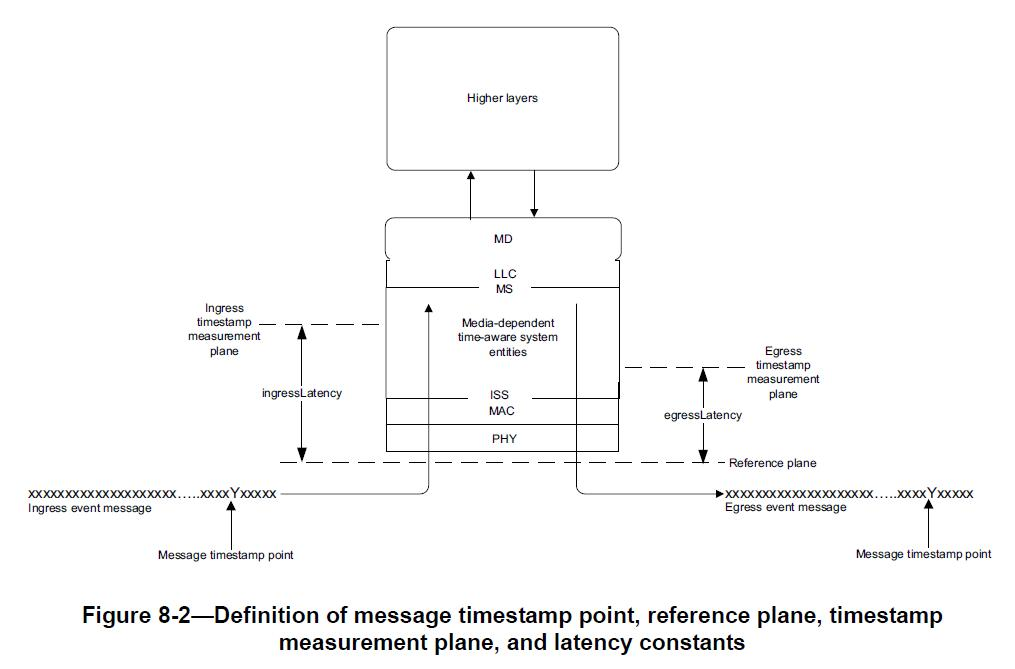 Higher layers
MD
LLC
MS
Ingress
timestamp
measurement
plane
Media-dependent
time-aware system
entities
Egress
timestamp
measurement
plane
ingressLatency
ISS
egressLatency
MAC
PHY
Reference plane
xxxxxxxxxxxxxxxxxxxx…..xxxxYxxxxx
Ingress event message
xxxxxxxxxxxxxxxxxxxx…..xxxxYxxxxx
Egress event message
Message timestamp point
Message timestamp point
Figure 8-2—Definition of message timestamp point, reference plane, timestamp
measurement plane, and latency constants